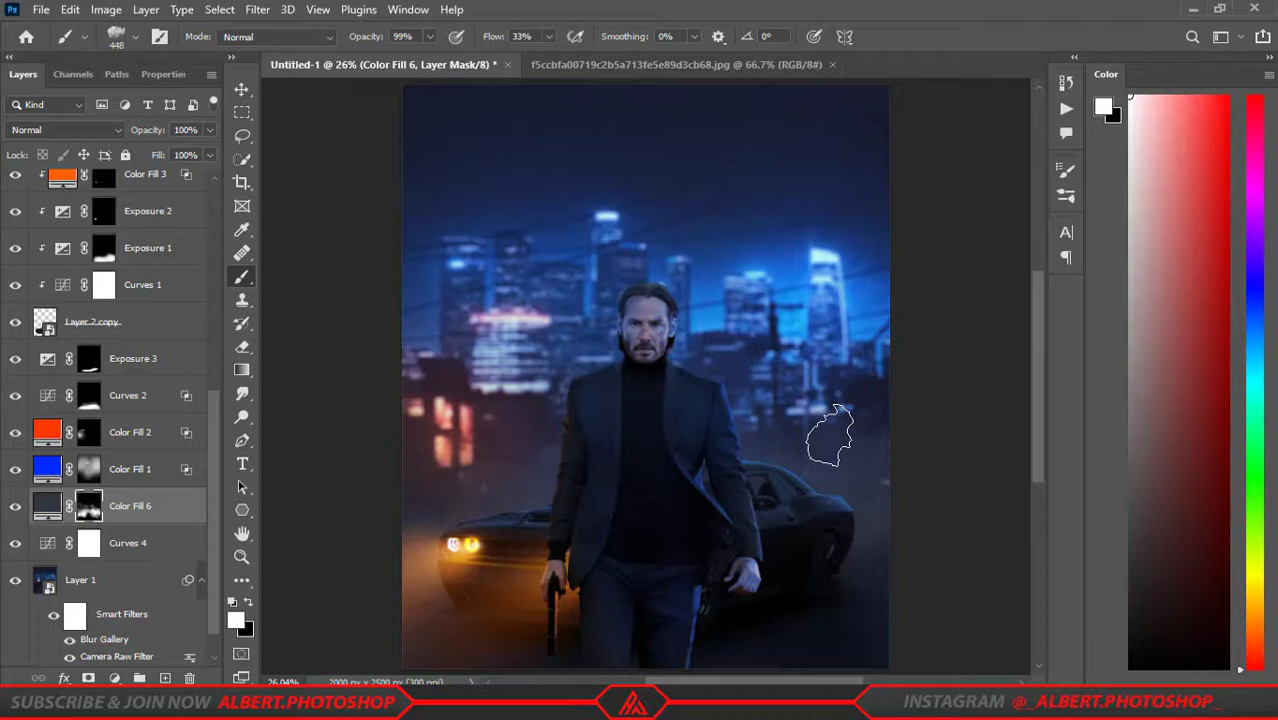 Ps File Edit Image Layer Type Select Filter 3D View Plugins Window Help
448 Mode: Normal Opacity: 99% Flow: 33% Smoothing: 0% 0°
Layers Channels Paths Properties
Untitled-1 @ 26% (Color Fill 6, Layer Mask/8) * f5ccbfa00719c2b5a713fe5e89d3cb68.jpg @ 66.7% (RGB/8#)
Color
Kind
Normal Opacity: 100%
Lock: Fill: 100%
Color Fill 3
Exposure 2
Exposure 1
Curves 1
Layer 2 copy
Exposure 3
Curves 2
Color Fill 2
Color Fill 1
Color Fill 6
Curves 4
Layer 1
Smart Filters
Blur Gallery
Camera Raw Filter
26.04% 2000 px x 2500 px (300 ppi)
SUBSCRIBE & JOIN NOW ALBERT.PHOTOSHOP INSTAGRAM @_ALBERT.PHOTOSHOP_